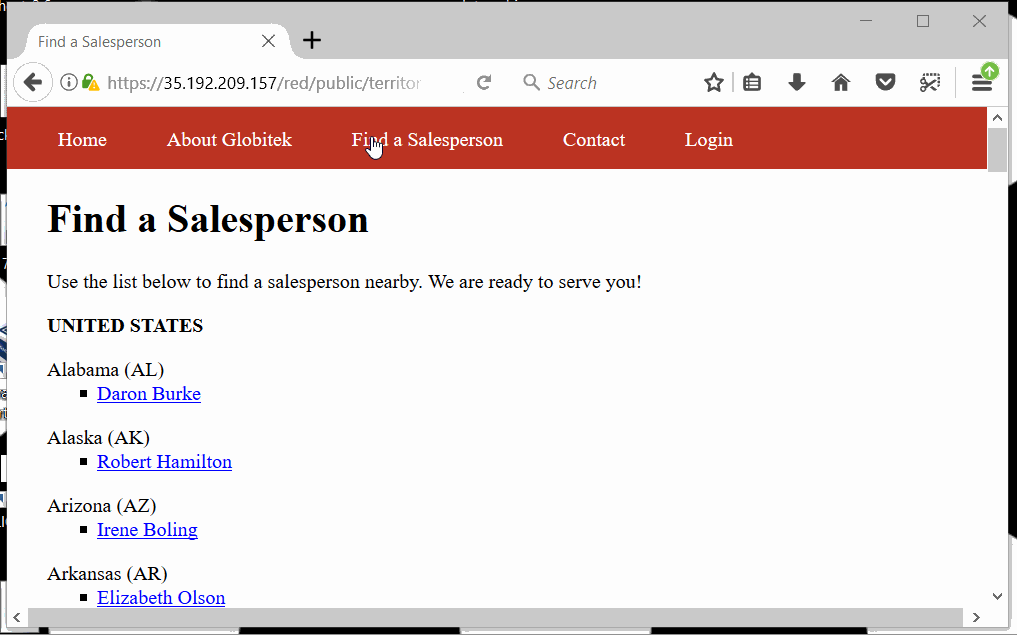 Find a Salesperson
https://35.192.209.157/red/public/territor
Search
Home About Globitek Find a Salesperson Contact Login
Find a Salesperson
Use the list below to find a salesperson nearby. We are ready to serve you!
UNITED STATES
Alabama (AL)
Daron Burke
Alaska (AK)
Robert Hamilton
Arizona (AZ)
Irene Boling
Arkansas (AR)
Elizabeth Olson